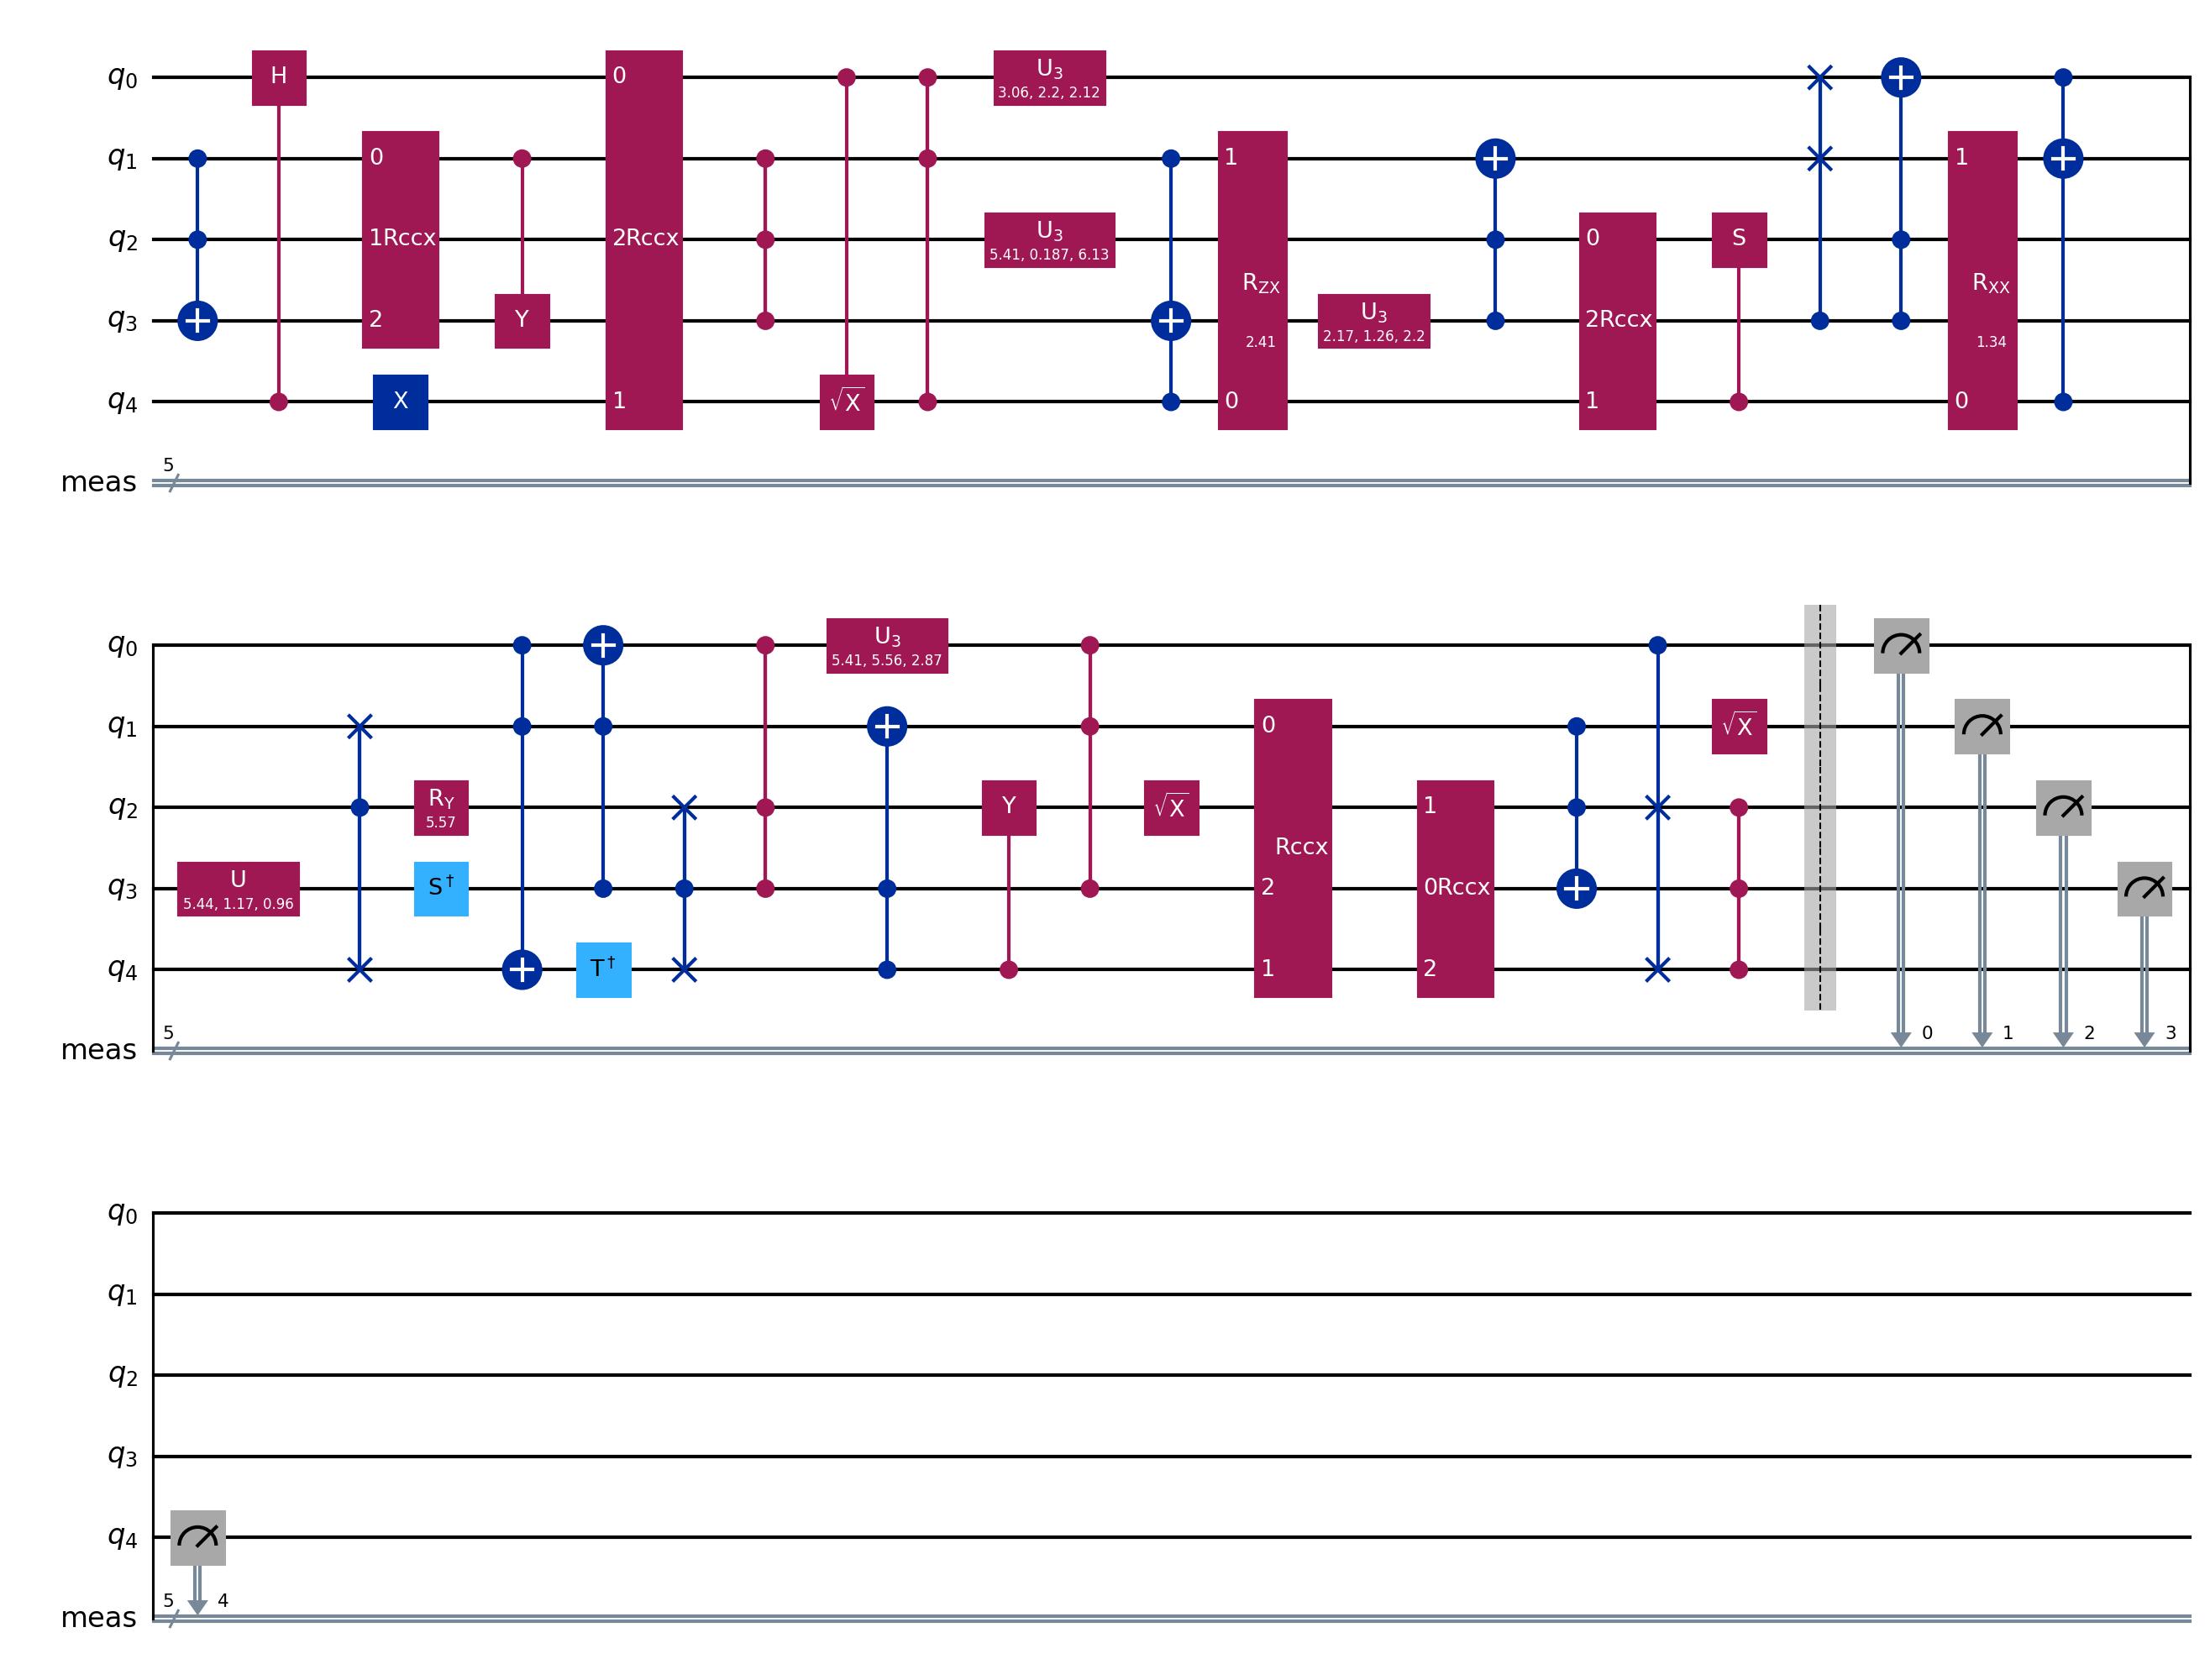 q0 H 0 U3
3.06, 2.2, 2.12
q1 0 1 1
q2 1Rccx 2Rccx U3 0 S
5.41, 0.187, 6.13
RZX
2.41
RXX
1.34
q3 2 Y U3 2Rccx
2.17, 1.26, 2.2
q4 X 1 √X 0 1 0
meas 5
q0 U3
5.41, 5.56, 2.87
q1 0 √X
q2 RY Y √X 1
5.57
Rccx
q3 U S† 2 0Rccx
5.44, 1.17, 0.96
q4 T† 1 2
meas 5 0 1 2 3
q0
q1
q2
q3
q4
meas 5 4